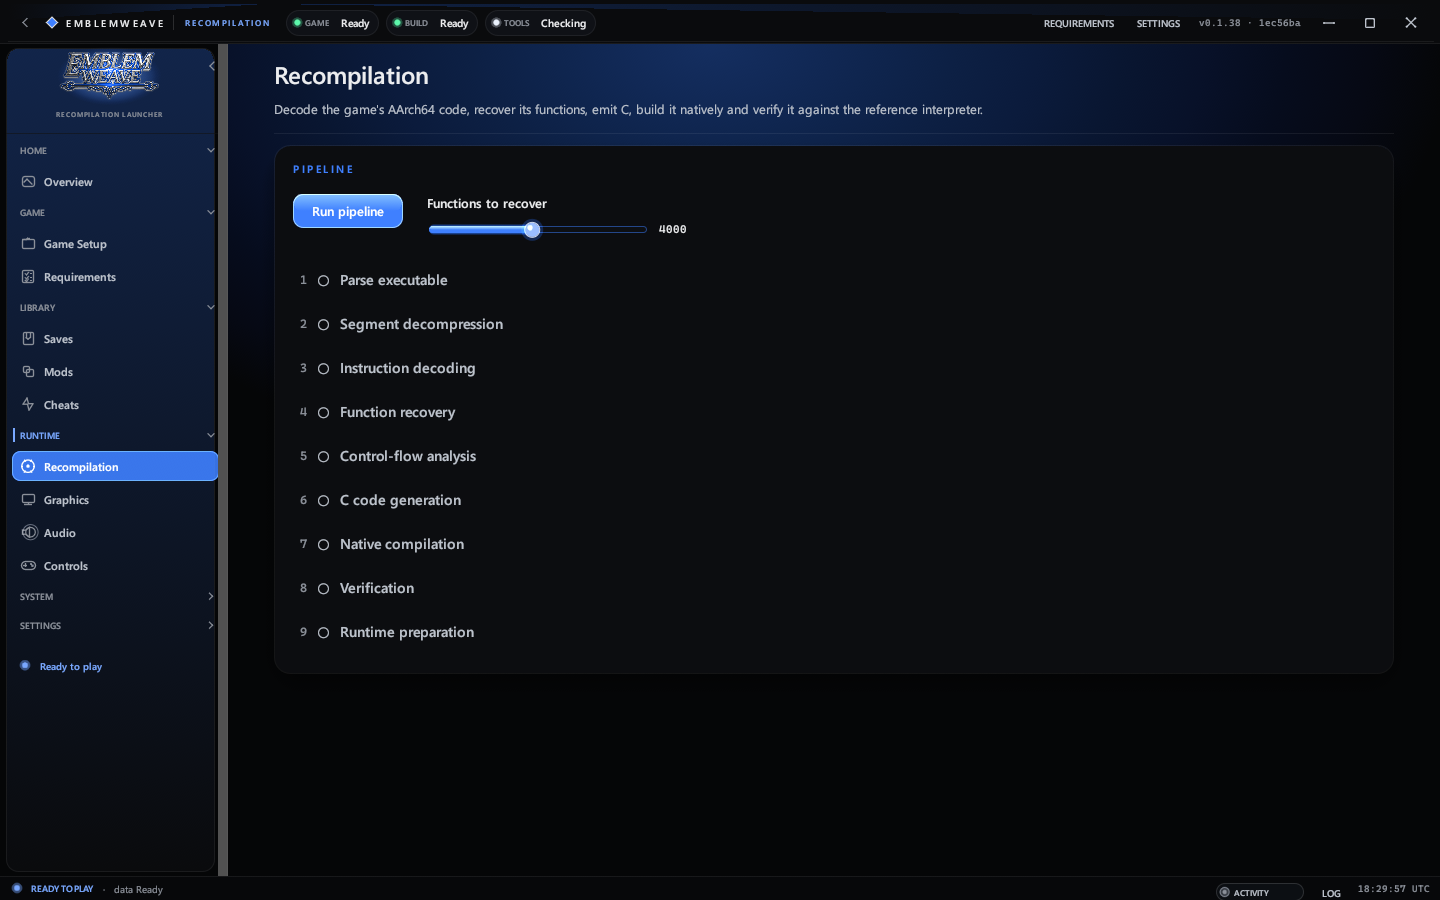 EMBLEMWEAVE RECOMPILATION GAME Ready BUILD Ready TOOLS Checking REQUIREMENTS SETTINGS v0.1.38 · 1ec56ba
EMBLEM
WEAVE
RECOMPILATION LAUNCHER
HOME
Overview
GAME
Game Setup
Requirements
LIBRARY
Saves
Mods
Cheats
RUNTIME
Recompilation
Graphics
Audio
Controls
SYSTEM
SETTINGS
Ready to play
Recompilation
Decode the game's AArch64 code, recover its functions, emit C, build it natively and verify it against the reference interpreter.
PIPELINE
Run pipeline
Functions to recover
4000
1 Parse executable
2 Segment decompression
3 Instruction decoding
4 Function recovery
5 Control-flow analysis
6 C code generation
7 Native compilation
8 Verification
9 Runtime preparation
READY TO PLAY · data Ready ACTIVITY LOG 18:29:57 UTC